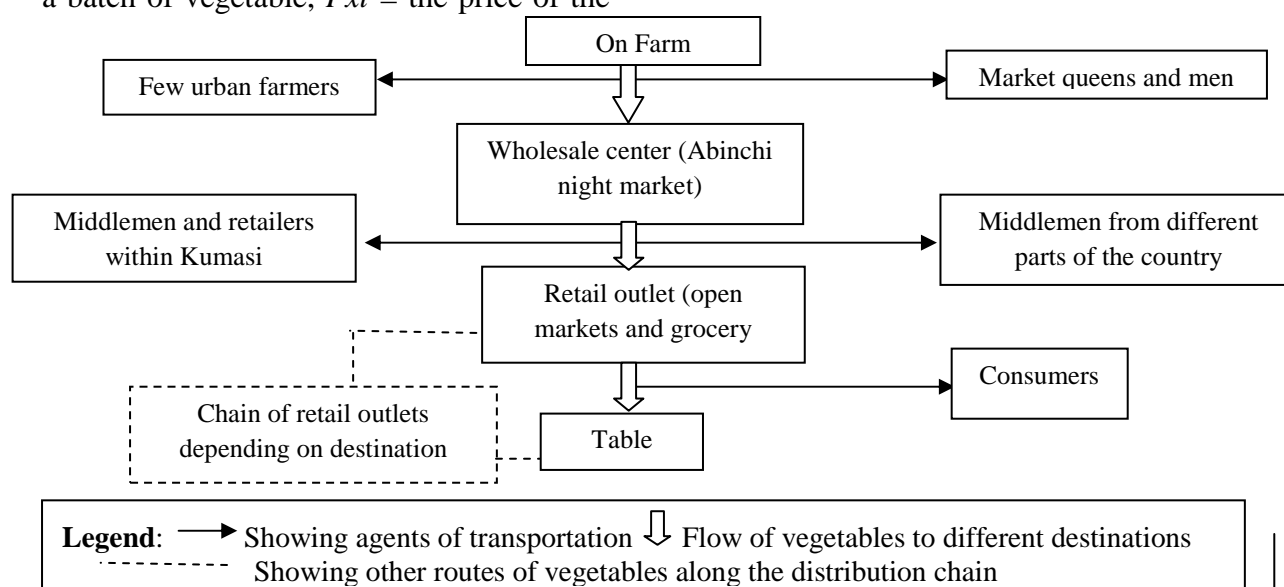 a batch of vegetable, Pxi = the price of the
On Farm
Few urban farmers
Market queens and men
Wholesale center (Abinchi
night market)
Middlemen and retailers
within Kumasi
Middlemen from different
parts of the country
Retail outlet (open
markets and grocery
Consumers
Chain of retail outlets
depending on destination
Table
Legend: Showing agents of transportation Flow of vegetables to different destinations
Showing other routes of vegetables along the distribution chain